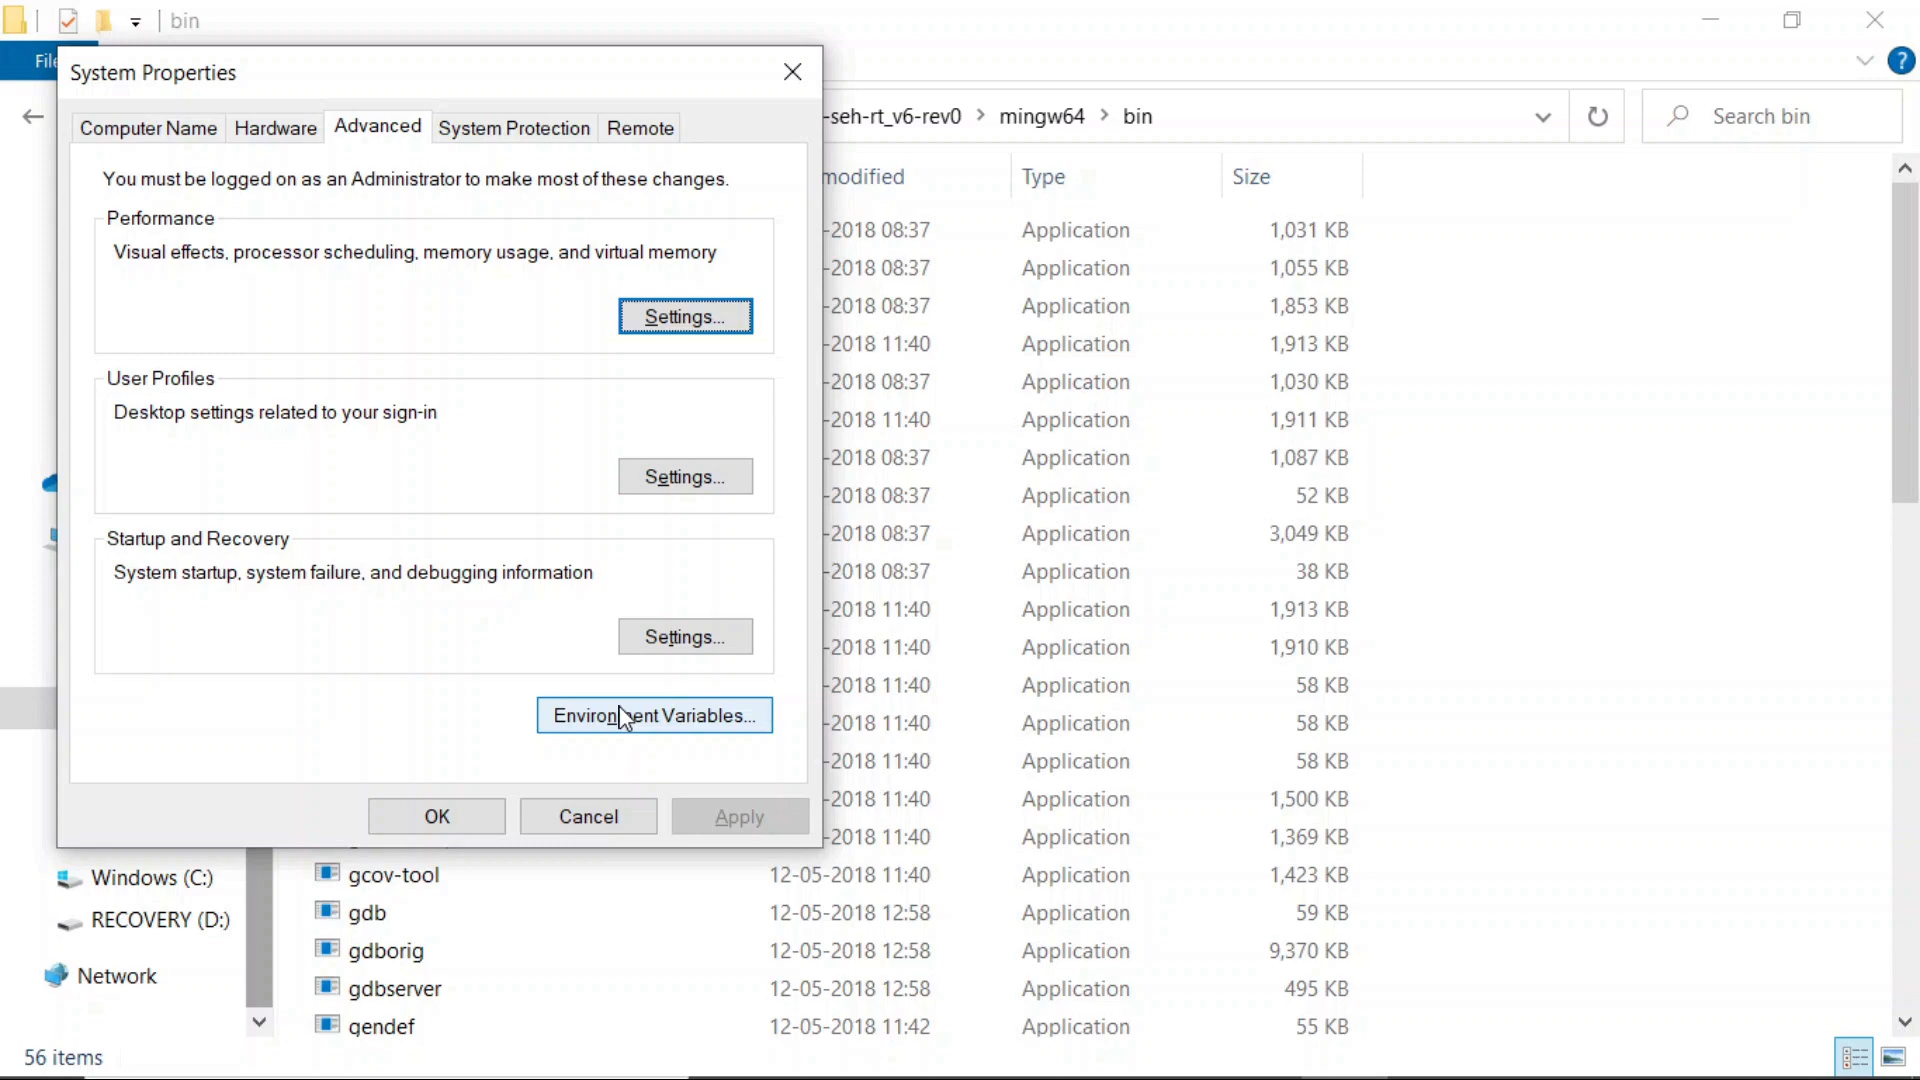 bin
File
System Properties
Computer Name Hardware Advanced System Protection Remote
-seh-rt_v6-rev0 > mingw64 > bin
Search bin
You must be logged on as an Administrator to make most of these changes.
Performance
Visual effects, processor scheduling, memory usage, and virtual memory
Settings...
User Profiles
Desktop settings related to your sign-in
Settings...
Startup and Recovery
System startup, system failure, and debugging information
Settings...
Environment Variables...
OK Cancel Apply
modified Type Size
-2018 08:37 Application 1,031 KB
-2018 08:37 Application 1,055 KB
-2018 08:37 Application 1,853 KB
-2018 11:40 Application 1,913 KB
-2018 08:37 Application 1,030 KB
-2018 11:40 Application 1,911 KB
-2018 08:37 Application 1,087 KB
-2018 08:37 Application 52 KB
-2018 08:37 Application 3,049 KB
-2018 08:37 Application 38 KB
-2018 11:40 Application 1,913 KB
-2018 11:40 Application 1,910 KB
-2018 11:40 Application 58 KB
-2018 11:40 Application 58 KB
-2018 11:40 Application 58 KB
-2018 11:40 Application 1,500 KB
-2018 11:40 Application 1,369 KB
gcov-tool 12-05-2018 11:40 Application 1,423 KB
gdb 12-05-2018 12:58 Application 59 KB
gdborig 12-05-2018 12:58 Application 9,370 KB
gdbserver 12-05-2018 12:58 Application 495 KB
gendef 12-05-2018 11:42 Application 55 KB
Windows (C:)
RECOVERY (D:)
Network
56 items